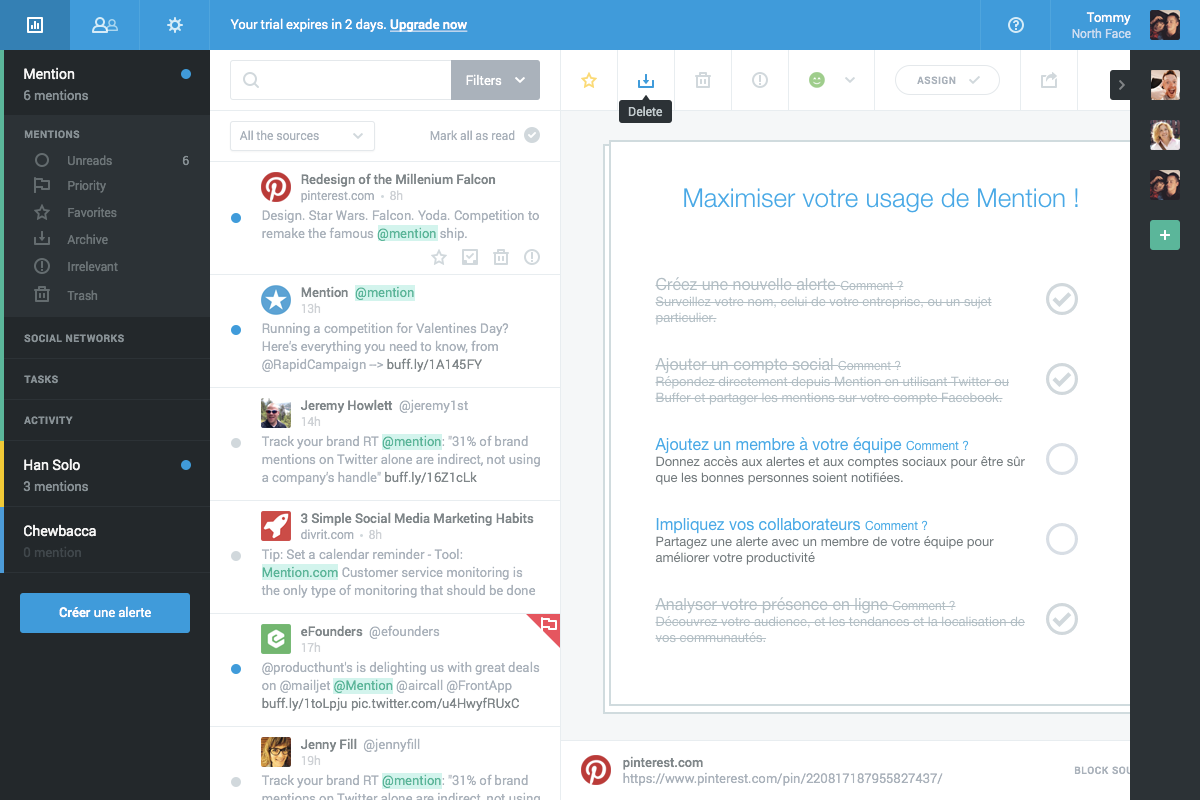 Your trial expires in 2 days. Upgrade now
Tommy
North Face
Mention
6 mentions
MENTIONS
Unreads 6
Priority
Favorites
Archive
Irrelevant
Trash
SOCIAL NETWORKS
TASKS
ACTIVITY
Han Solo
3 mentions
Chewbacca
0 mention
Créer une alerte
Filters
All the sources
Mark all as read
Redesign of the Millenium Falcon
pinterest.com - 8h
Design. Star Wars. Falcon. Yoda. Competition to
remake the famous @mention ship.
Mention @mention
13h
Running a competition for Valentines Day?
Here's everything you need to know, from
@RapidCampaign --> buff.ly/1A145FY
Jeremy Howlett @jeremy1st
14h
Track your brand RT @mention: "31% of brand
mentions on Twitter alone are indirect, not using
a company's handle" buff.ly/16Z1cLk
3 Simple Social Media Marketing Habits
divrit.com - 8h
Tip: Set a calendar reminder - Tool:
Mention.com Customer service monitoring is
the only type of monitoring that should be done
eFounders @efounders
17h
@producthunt's is delighting us with great deals
on @mailjet @Mention @aircall @FrontApp
buff.ly/1toLpju pic.twitter.com/u4HwyfRUxC
Jenny Fill @jennyfill
19h
Track your brand RT @mention: "31% of brand
mentions on Twitter alone are indirect, not using
ASSIGN
Delete
Maximiser votre usage de Mention !
Créez une nouvelle alerte Comment ?
Surveillez votre nom, celui de votre entreprise, ou un sujet
particulier.
Ajouter un compte social Comment ?
Répondez directement depuis Mention en utilisant Twitter ou
Buffer et partager les mentions sur votre compte Facebook.
Ajoutez un membre à votre équipe Comment ?
Donnez accès aux alertes et aux comptes sociaux pour être sûr
que les bonnes personnes soient notifiées.
Impliquez vos collaborateurs Comment ?
Partagez une alerte avec un membre de votre équipe pour
améliorer votre productivité
Analyser votre présence en ligne Comment ?
Découvrez votre audience, et les tendances et la localisation de
vos communautés.
pinterest.com
https://www.pinterest.com/pin/220817187955827437/
BLOCK SOU